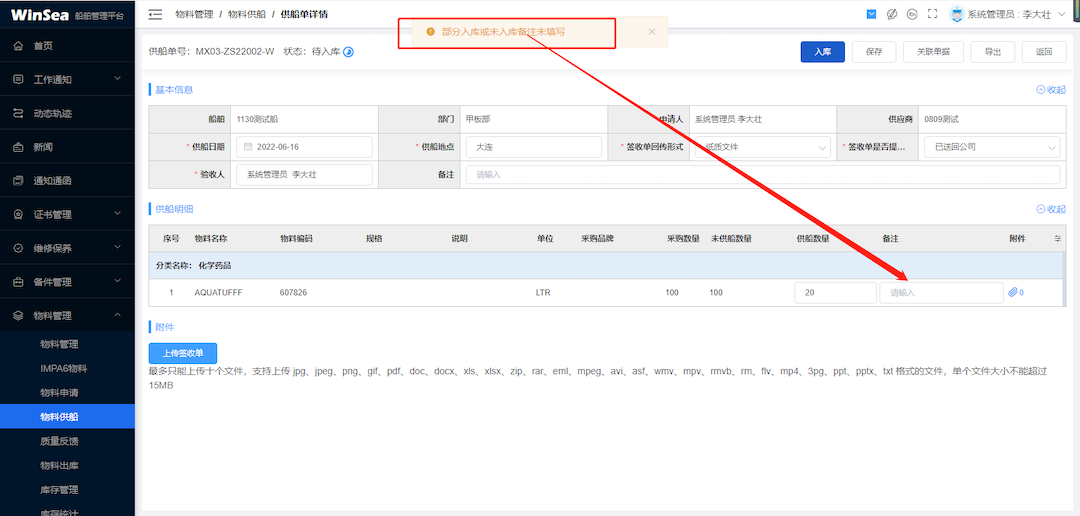 WinSea 船舶管理平台
物料管理 / 物料供船 / 供船单详情
部分入库或未入库备注未填写
系统管理员 : 李大壮
首页
工作通知
动态轨迹
新闻
通知通函
证书管理
维修保养
备件管理
物料管理
物料管理
IMPA6物料
物料申请
物料供船
质量反馈
物料出库
库存管理
库存统计
供船单号: MX03-ZS22002-W 状态: 待入库
入库 保存 关联单据 导出 返回
基本信息 收起
船舶 1130测试船 部门 甲板部 申请人 系统管理员 李大壮 供应商 0809测试
* 供船日期 2022-06-16 * 供船地点 大连 * 签收单回传形式 纸质文件 * 签收单是否提... 已送回公司
* 验收人 系统管理员 李大壮 备注 请输入
供船明细 收起
序号 物料名称 物料编码 规格 说明 单位 采购品牌 采购数量 未供船数量 供船数量 备注 附件
分类名称: 化学药品
1 AQUATUFFF 607826 LTR 100 100 20 请输入 0
附件
上传签收单
最多只能上传十个文件，支持上传 jpg、jpeg、png、gif、pdf、doc、docx、xls、xlsx、zip、rar、eml、mpeg、avi、asf、wmv、mpv、rmvb、rm、flv、mp4、3pg、ppt、pptx、txt 格式的文件，单个文件大小不能超过
15MB